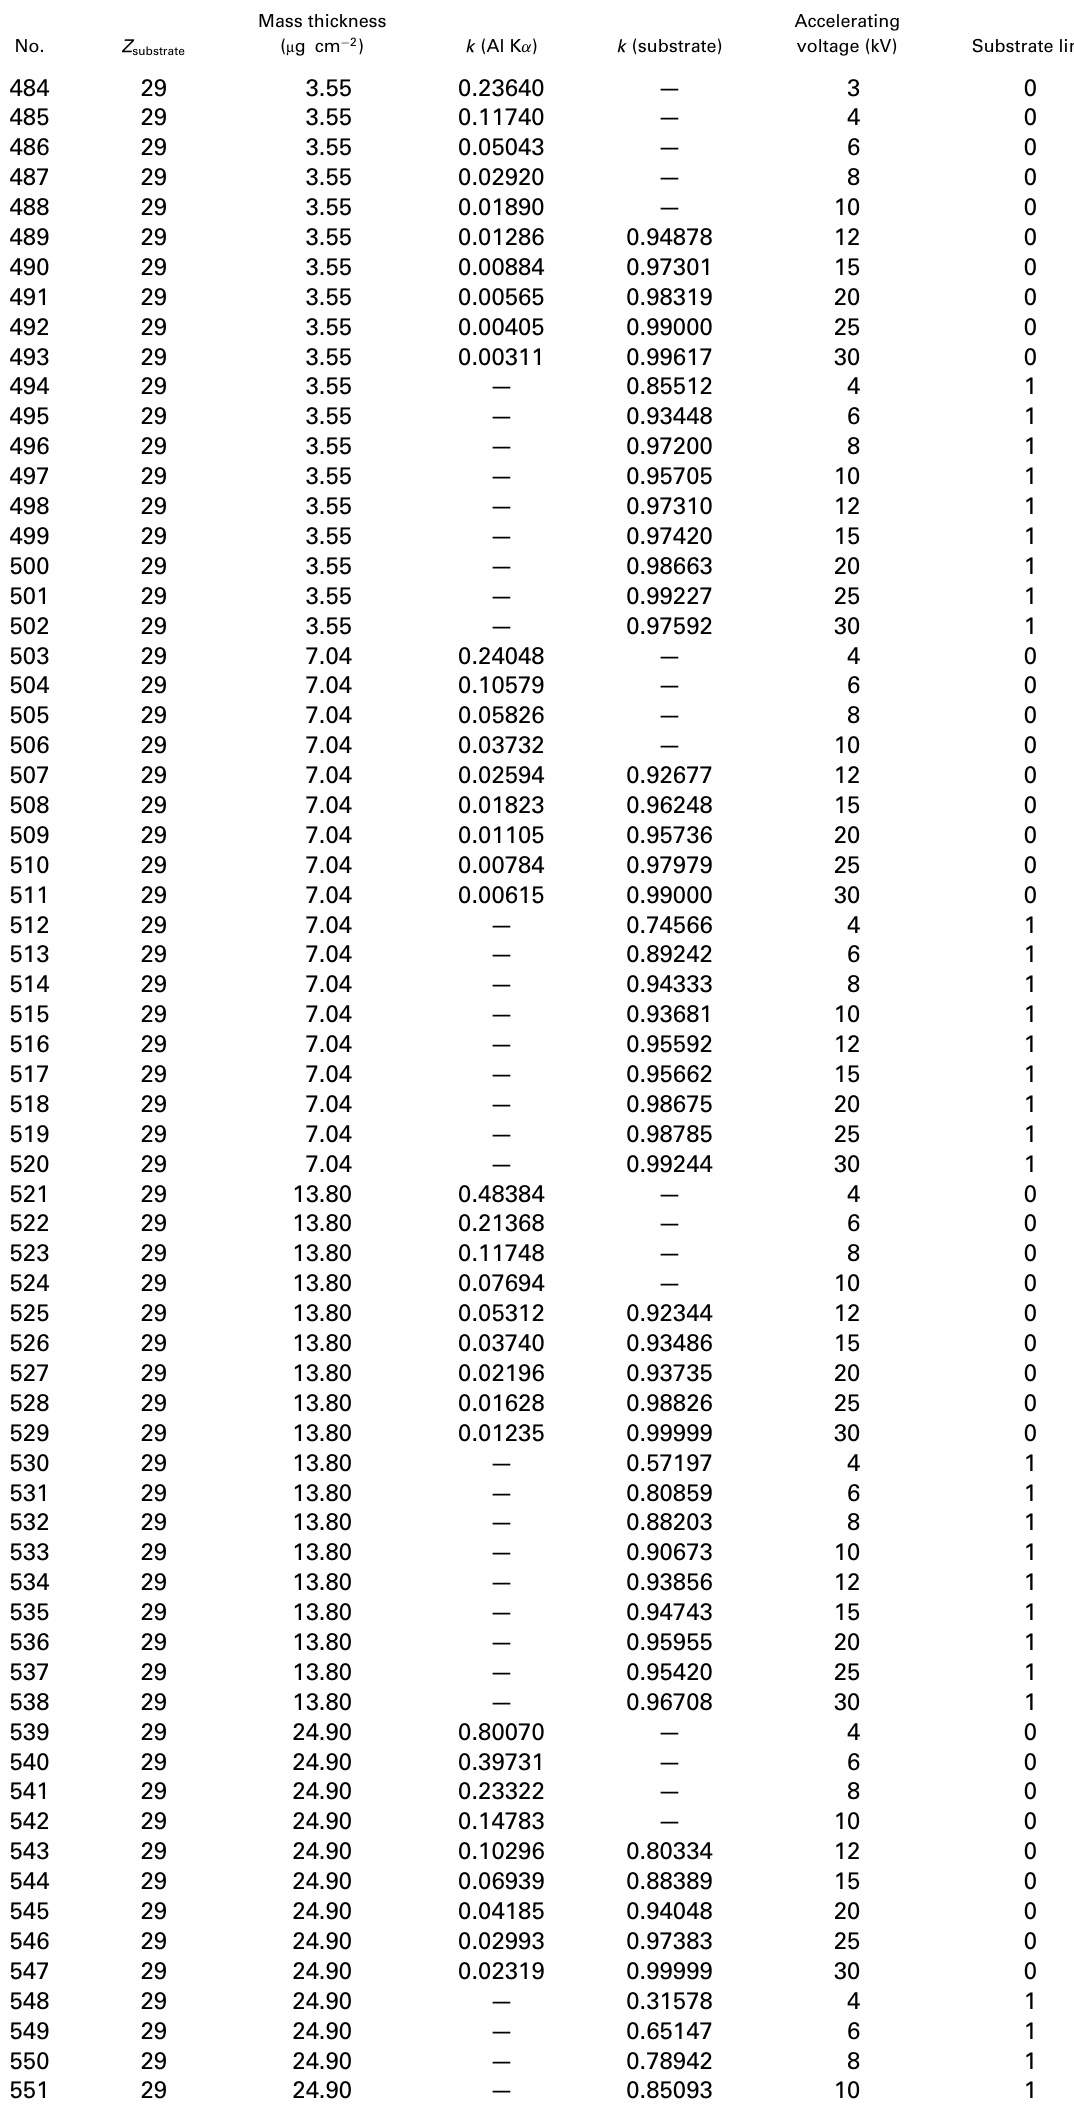 Mass thickness Accelerating
No. Zsubstrate (μg cm−2) k (Al Kα) k (substrate) voltage (kV) Substrate lin
484 29 3.55 0.23640 — 3 0
485 29 3.55 0.11740 — 4 0
486 29 3.55 0.05043 — 6 0
487 29 3.55 0.02920 — 8 0
488 29 3.55 0.01890 — 10 0
489 29 3.55 0.01286 0.94878 12 0
490 29 3.55 0.00884 0.97301 15 0
491 29 3.55 0.00565 0.98319 20 0
492 29 3.55 0.00405 0.99000 25 0
493 29 3.55 0.00311 0.99617 30 0
494 29 3.55 — 0.85512 4 1
495 29 3.55 — 0.93448 6 1
496 29 3.55 — 0.97200 8 1
497 29 3.55 — 0.95705 10 1
498 29 3.55 — 0.97310 12 1
499 29 3.55 — 0.97420 15 1
500 29 3.55 — 0.98663 20 1
501 29 3.55 — 0.99227 25 1
502 29 3.55 — 0.97592 30 1
503 29 7.04 0.24048 — 4 0
504 29 7.04 0.10579 — 6 0
505 29 7.04 0.05826 — 8 0
506 29 7.04 0.03732 — 10 0
507 29 7.04 0.02594 0.92677 12 0
508 29 7.04 0.01823 0.96248 15 0
509 29 7.04 0.01105 0.95736 20 0
510 29 7.04 0.00784 0.97979 25 0
511 29 7.04 0.00615 0.99000 30 0
512 29 7.04 — 0.74566 4 1
513 29 7.04 — 0.89242 6 1
514 29 7.04 — 0.94333 8 1
515 29 7.04 — 0.93681 10 1
516 29 7.04 — 0.95592 12 1
517 29 7.04 — 0.95662 15 1
518 29 7.04 — 0.98675 20 1
519 29 7.04 — 0.98785 25 1
520 29 7.04 — 0.99244 30 1
521 29 13.80 0.48384 — 4 0
522 29 13.80 0.21368 — 6 0
523 29 13.80 0.11748 — 8 0
524 29 13.80 0.07694 — 10 0
525 29 13.80 0.05312 0.92344 12 0
526 29 13.80 0.03740 0.93486 15 0
527 29 13.80 0.02196 0.93735 20 0
528 29 13.80 0.01628 0.98826 25 0
529 29 13.80 0.01235 0.99999 30 0
530 29 13.80 — 0.57197 4 1
531 29 13.80 — 0.80859 6 1
532 29 13.80 — 0.88203 8 1
533 29 13.80 — 0.90673 10 1
534 29 13.80 — 0.93856 12 1
535 29 13.80 — 0.94743 15 1
536 29 13.80 — 0.95955 20 1
537 29 13.80 — 0.95420 25 1
538 29 13.80 — 0.96708 30 1
539 29 24.90 0.80070 — 4 0
540 29 24.90 0.39731 — 6 0
541 29 24.90 0.23322 — 8 0
542 29 24.90 0.14783 — 10 0
543 29 24.90 0.10296 0.80334 12 0
544 29 24.90 0.06939 0.88389 15 0
545 29 24.90 0.04185 0.94048 20 0
546 29 24.90 0.02993 0.97383 25 0
547 29 24.90 0.02319 0.99999 30 0
548 29 24.90 — 0.31578 4 1
549 29 24.90 — 0.65147 6 1
550 29 24.90 — 0.78942 8 1
551 29 24.90 — 0.85093 10 1